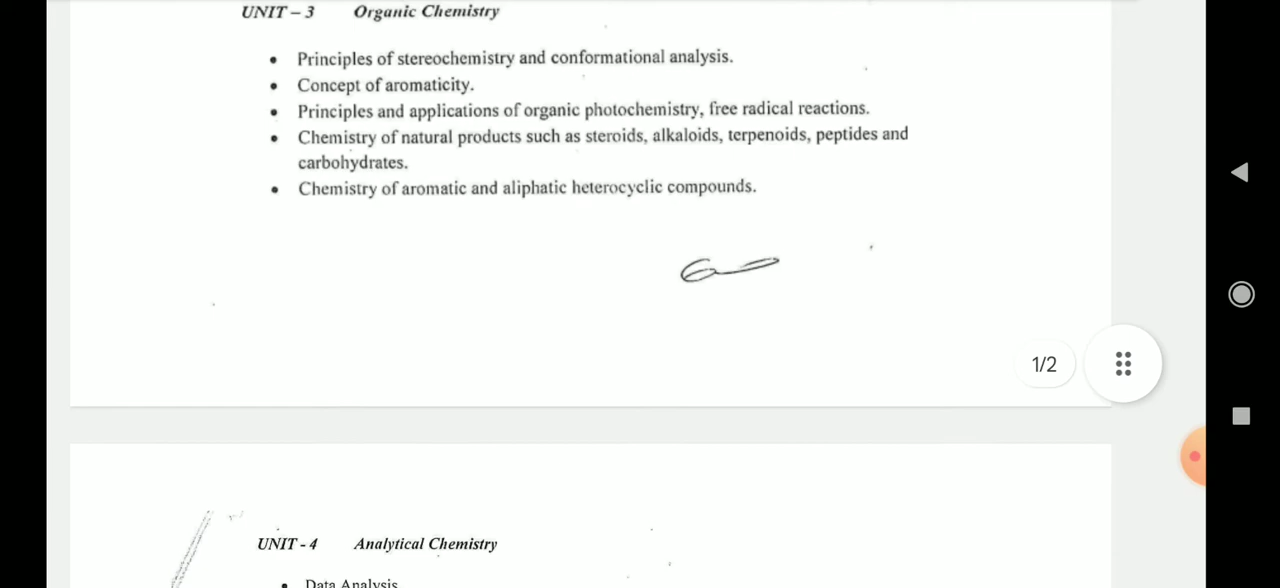 UNIT – 3 Organic Chemistry
• Principles of stereochemistry and conformational analysis.
• Concept of aromaticity.
• Principles and applications of organic photochemistry, free radical reactions.
• Chemistry of natural products such as steroids, alkaloids, terpenoids, peptides and
carbohydrates.
• Chemistry of aromatic and aliphatic heterocyclic compounds.
1/2
UNIT - 4 Analytical Chemistry
• Data Analysis